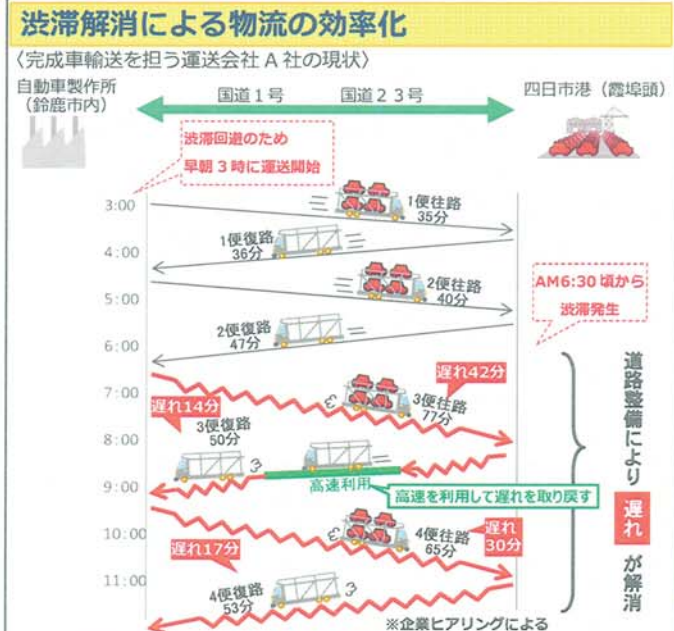 渋滞解消による物流の効率化
〈完成車輸送を担う運送会社A社の現状〉
自動車製作所
（鈴鹿市内）
国道1号
国道23号
四日市港（霞埠頭）
渋滞回避のため
早朝3時に運送開始
3:00
1便往路
35分
1便復路
36分
4:00
2便往路
40分
5:00
AM6:30頃から
渋滞発生
2便復路
47分
6:00
遅れ42分
7:00
3便往路
77分
遅れ14分
3便復路
50分
8:00
高速利用
高速を利用して遅れを取り戻す
9:00
4便往路
65分
遅れ
30分
10:00
遅れ17分
4便復路
53分
11:00
道路整備により
遅れ
が解消
※企業ヒアリングによる